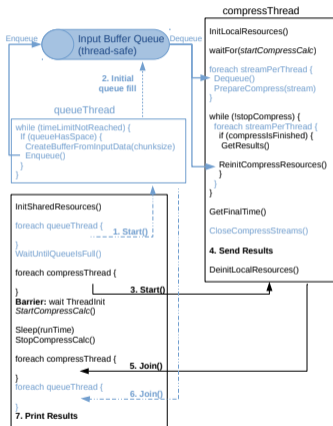 compressThread
Enqueue
Input Buffer Queue
(thread-safe)
Dequeue
2. Initial
queue fill
queueThread
while (timeLimitNotReached) {
If (queueHasSpace) {
CreateBufferFromInputData(chunksize)
Enqueue()
}
}
InitSharedResources()
foreach queueThread {
1. Start()
}
WaitUntilQueueIsFull()
foreach compressThread {
3. Start()
}
Barrier: wait ThreadInit
StartCompressCalc()
Sleep(runTime)
StopCompressCalc()
foreach compressThread {
5. Join()
}
foreach queueThread {
6. Join()
}
7. Print Results
InitLocalResources()
waitFor(startCompressCalc)
foreach streamPerThread {
Dequeue()
PrepareCompress(stream)
}
while (!stopCompress) {
foreach streamPerThread {
if (compressIsFinished) {
GetResults()
ReinitCompressResources()
}
}
}
GetFinalTime()
CloseCompressStreams()
4. Send Results
DeinitLocalResources()